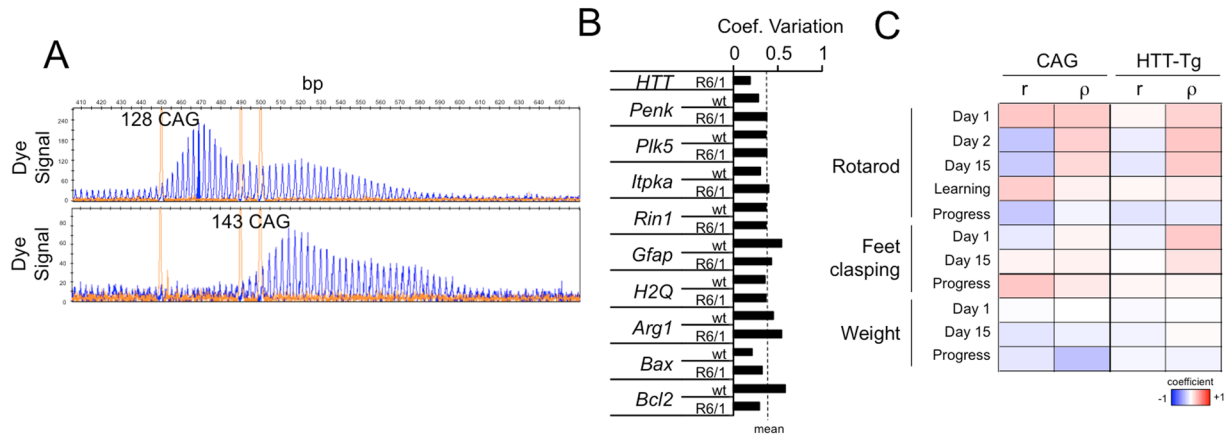 A
bp
410 420 430 440 450 460 470 480 490 500 510 520 530 540 550 560 570 580 590 600 610 620 630 640 650
128 CAG
Dye
Signal
240
180
120
60
0
143 CAG
Dye
Signal
80
60
40
20
0
B
Coef. Variation
0 0.5 1
HTT R6/1
Penk wt
R6/1
Plk5 wt
R6/1
Itpka wt
R6/1
Rin1 wt
R6/1
Gfap wt
R6/1
H2Q wt
R6/1
Arg1 wt
R6/1
Bax wt
R6/1
Bcl2 wt
R6/1
mean
C
CAG HTT-Tg
r ρ r ρ
Rotarod
Day 1
Day 2
Day 15
Learning
Progress
Feet
clasping
Day 1
Day 15
Progress
Weight
Day 1
Day 15
Progress
coefficient
-1 +1